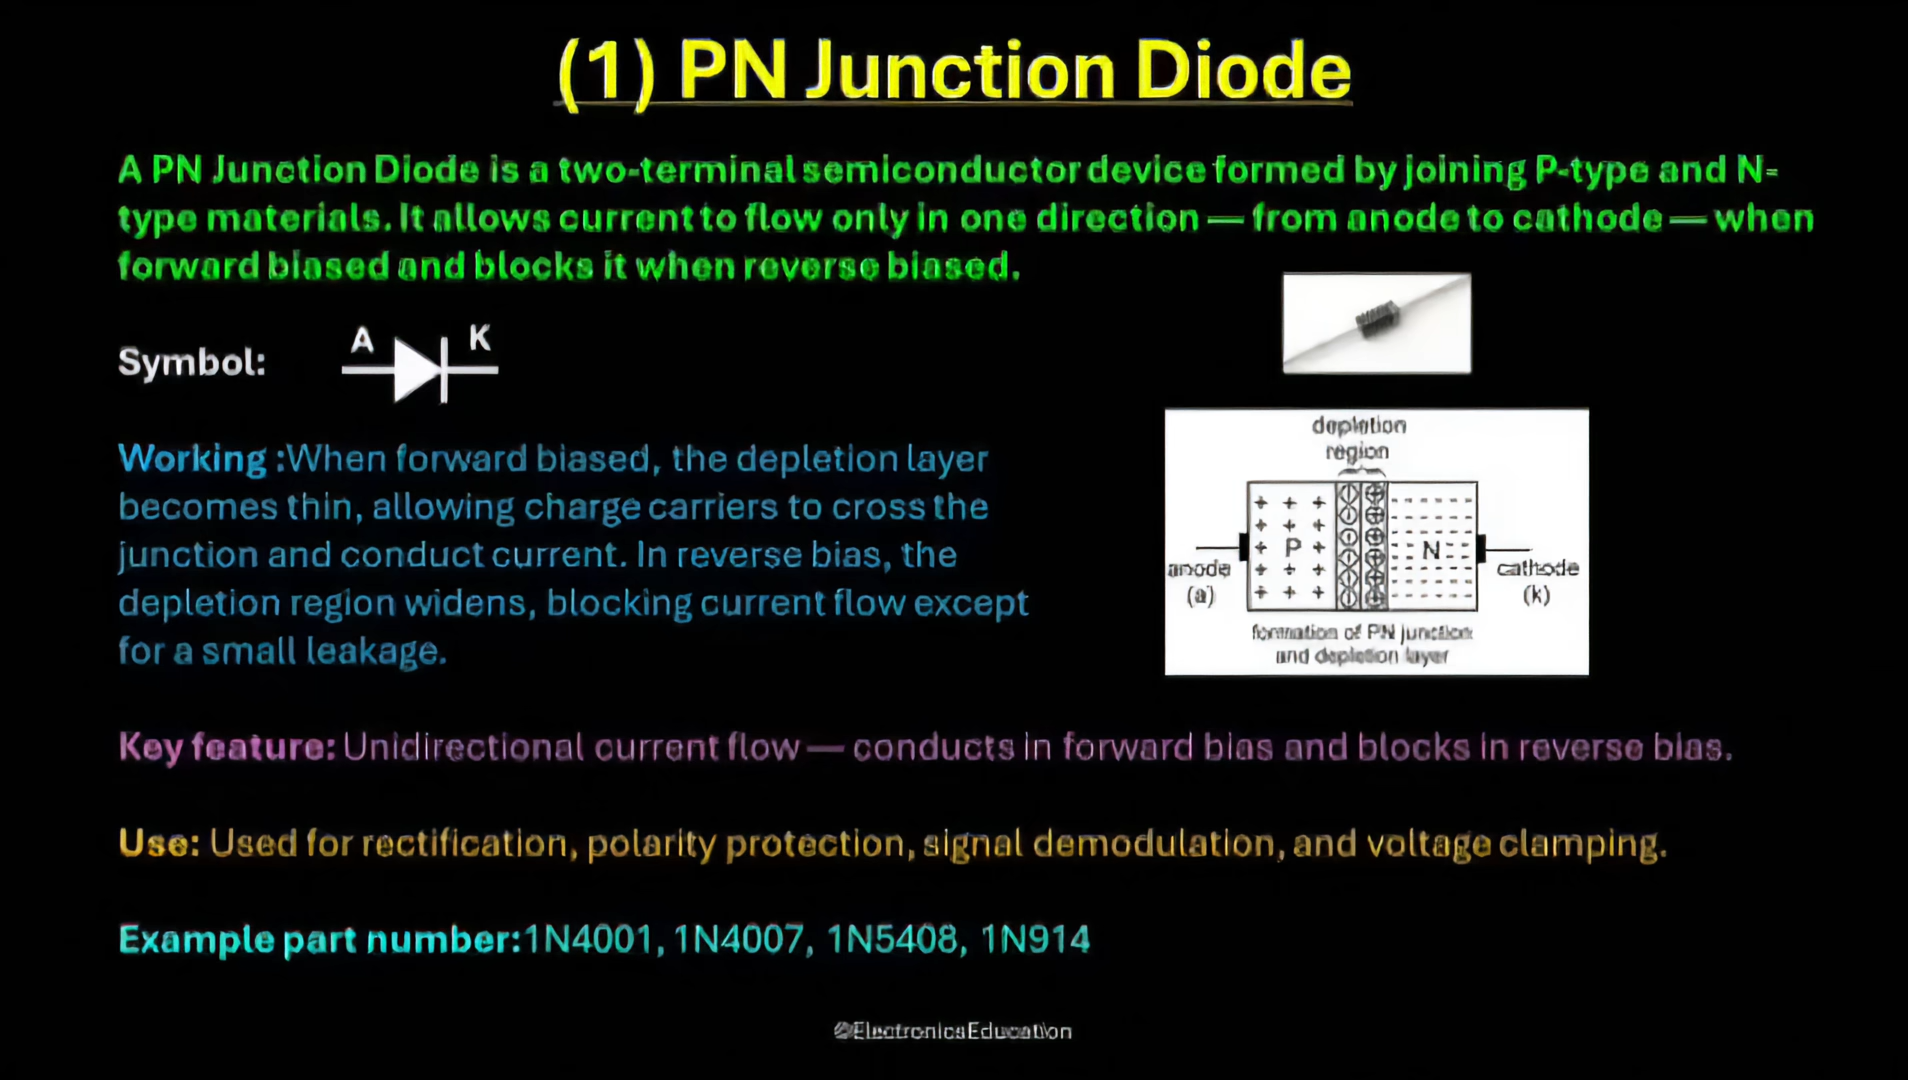 (1) PN Junction Diode
A PN Junction Diode is a two-terminal semiconductor device formed by joining P-type and N-
type materials. It allows current to flow only in one direction — from anode to cathode — when
forward biased and blocks it when reverse biased.
Symbol:
A K
Working :When forward biased, the depletion layer
becomes thin, allowing charge carriers to cross the
junction and conduct current. In reverse bias, the
depletion region widens, blocking current flow except
for a small leakage.
depletion
region
P N
anode
(a)
cathode
(k)
formation of PN junction
and depletion layer
Key feature: Unidirectional current flow — conducts in forward bias and blocks in reverse bias.
Use: Used for rectification, polarity protection, signal demodulation, and voltage clamping.
Example part number:1N4001, 1N4007, 1N5408, 1N914
@ElectronicsEducation